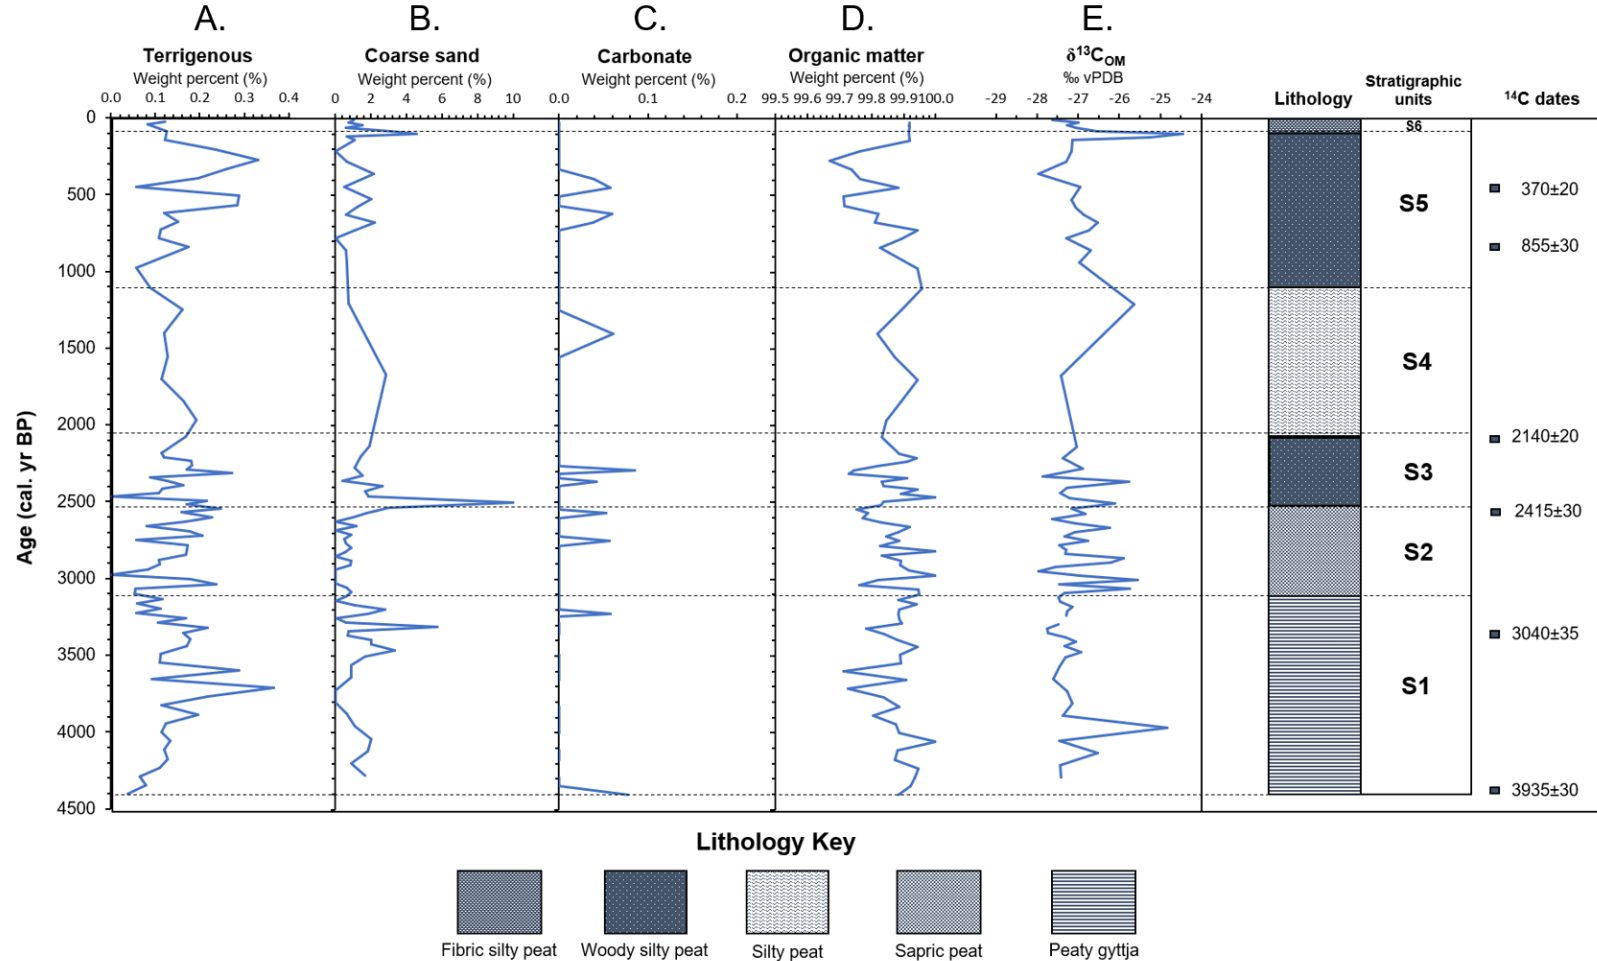 A. B. C. D. E.
Terrigenous Coarse sand Carbonate Organic matter δ¹³C_OM
Weight percent (%) Weight percent (%) Weight percent (%) Weight percent (%) ‰ vPDB
Stratigraphic
units
Lithology ¹⁴C dates
0.0 0.1 0.2 0.3 0.4 0 2 4 6 8 10 0.0 0.1 0.2 99.5 99.6 99.7 99.8 99.9 100.0 -29 -28 -27 -26 -25 -24
0
S6
500
370±20
S5
855±30
1000
1500
S4
2000
2140±20
S3
2500
2415±30
S2
3000
3040±35
3500
S1
4000
3935±30
4500
Age (cal. yr BP)
Lithology Key
Fibric silty peat Woody silty peat Silty peat Sapric peat Peaty gyttja